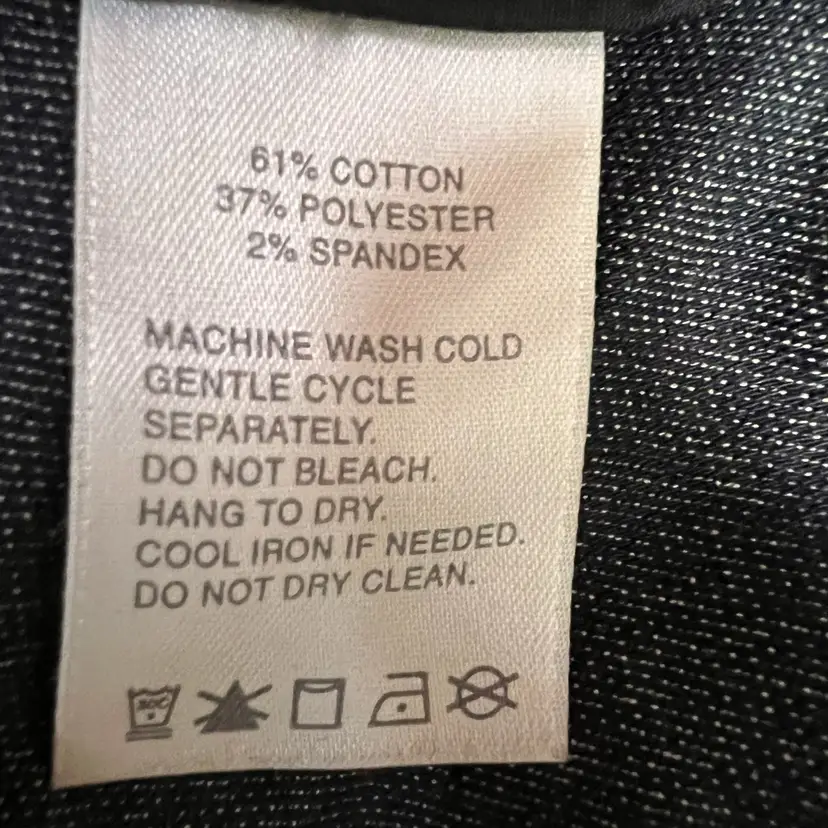 61% COTTON
37% POLYESTER
2% SPANDEX
MACHINE WASH COLD
GENTLE CYCLE
SEPARATELY.
DO NOT BLEACH.
HANG TO DRY.
COOL IRON IF NEEDED.
DO NOT DRY CLEAN.
30C